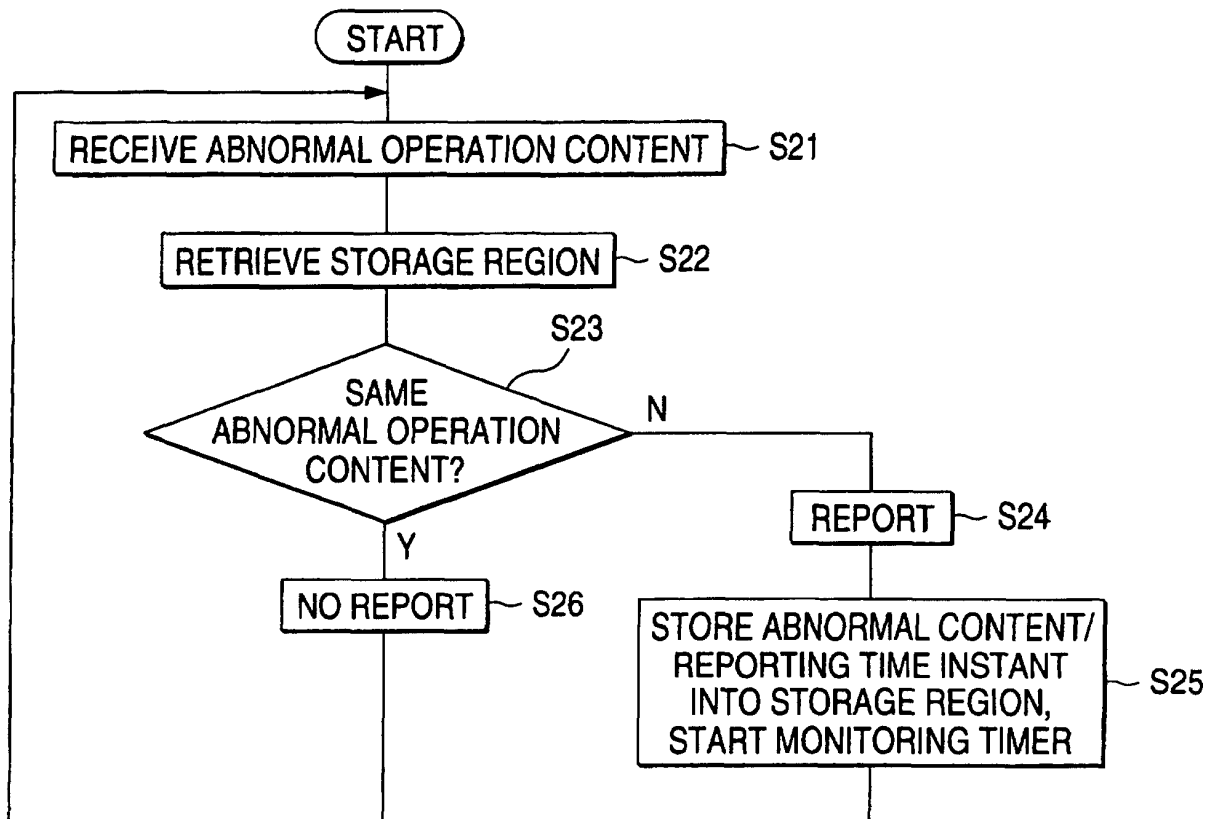 START
RECEIVE ABNORMAL OPERATION CONTENT
S21
RETRIEVE STORAGE REGION
S22
S23
SAME
ABNORMAL OPERATION
CONTENT?
N
Y
REPORT
S24
NO REPORT
S26
STORE ABNORMAL CONTENT/
REPORTING TIME INSTANT
INTO STORAGE REGION,
START MONITORING TIMER
S25